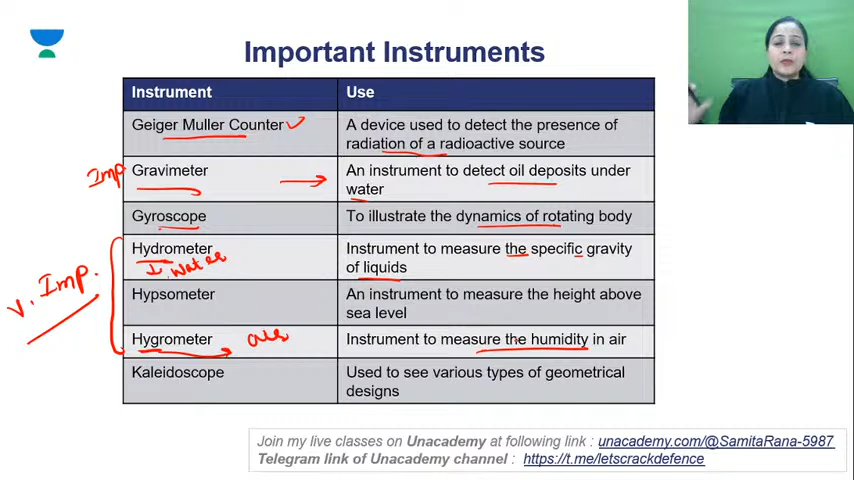 Important Instruments
Instrument Use
Geiger Muller Counter A device used to detect the presence of
radiation of a radioactive source
Imp Gravimeter An instrument to detect oil deposits under
water
Gyroscope To illustrate the dynamics of rotating body
Hydrometer Instrument to measure the specific gravity
of liquids
water
V. Imp.
Hypsometer An instrument to measure the height above
sea level
Hygrometer air Instrument to measure the humidity in air
Kaleidoscope Used to see various types of geometrical
designs
Join my live classes on Unacademy at following link : unacademy.com/@SamitaRana-5987
Telegram link of Unacademy channel : https://t.me/letscrackdefence